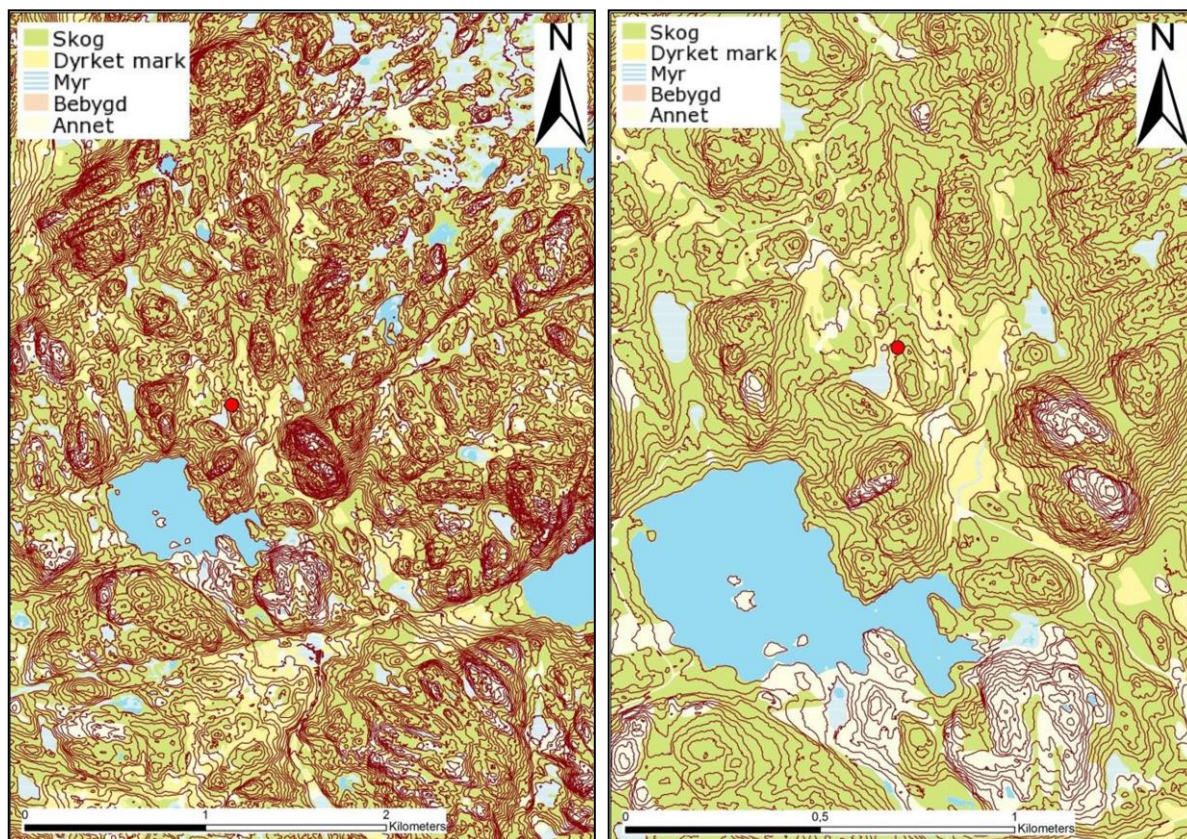 Skog
Dyrket mark
Myr
Bebygd
Annet
N
0
1
2
Kilometers
Skog
Dyrket mark
Myr
Bebygd
Annet
N
0
0,5
1
Kilometers